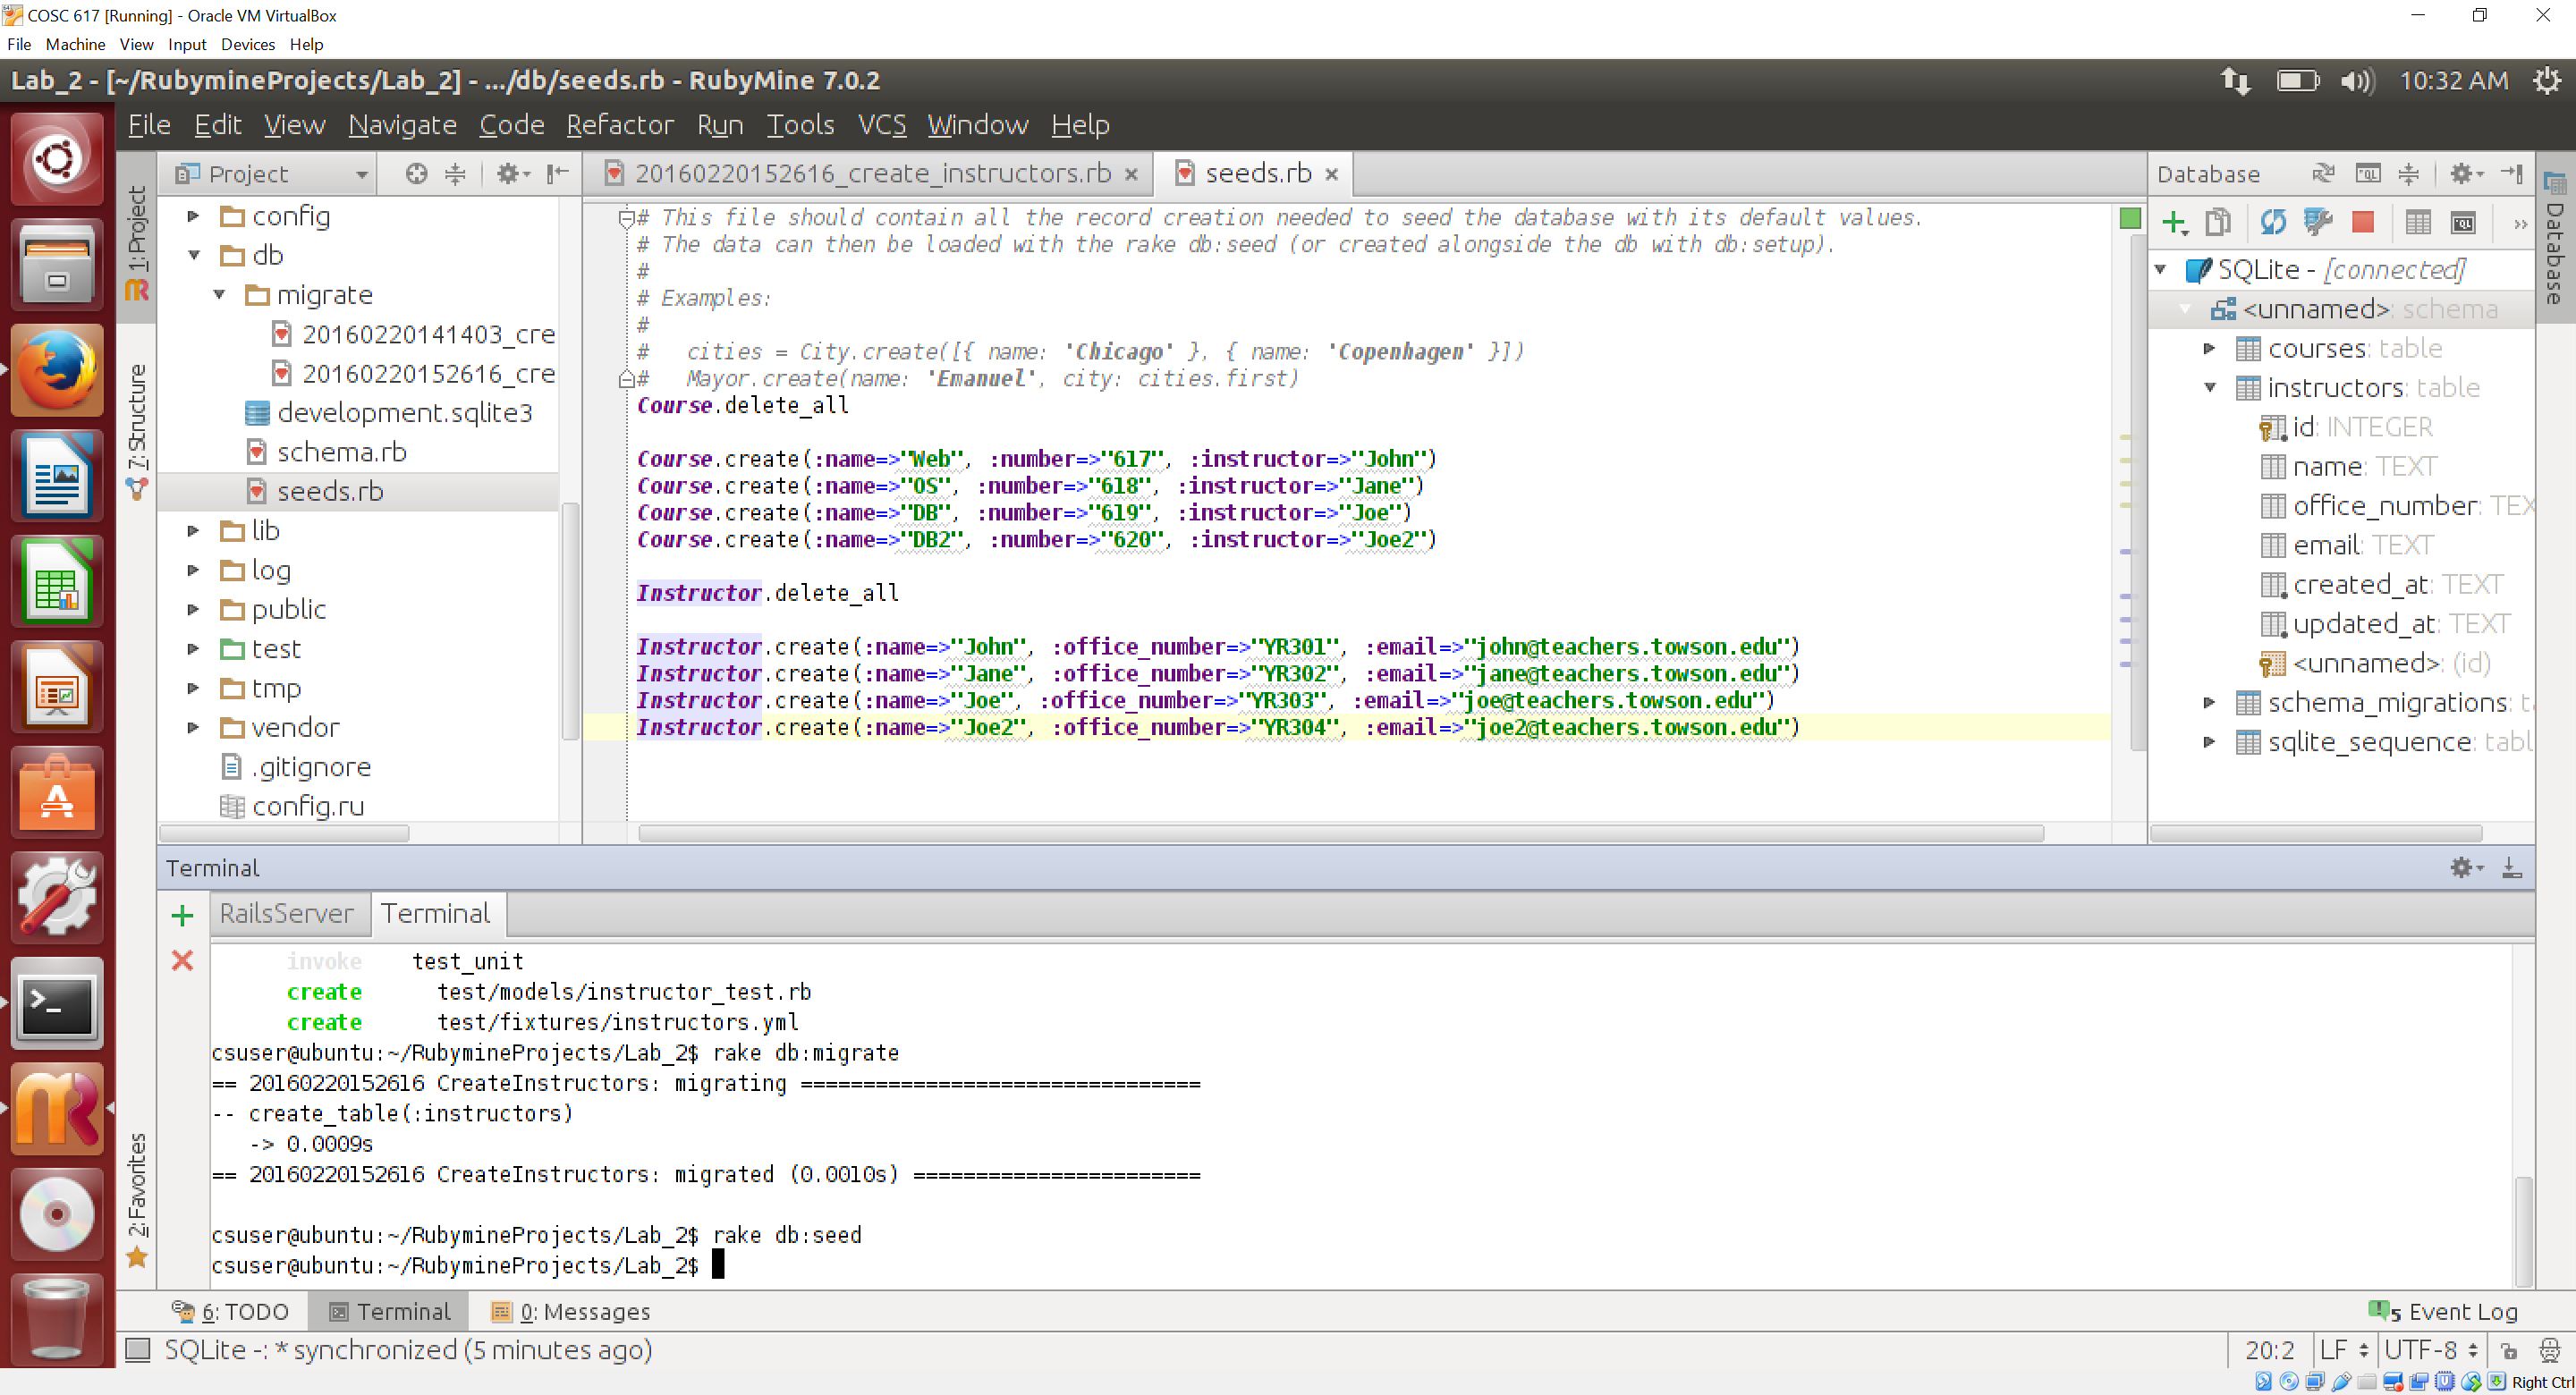 COSC 617 [Running] - Oracle VM VirtualBox
File Machine View Input Devices Help
Lab_2 - [~/RubymineProjects/Lab_2] - .../db/seeds.rb - RubyMine 7.0.2
10:32 AM
File Edit View Navigate Code Refactor Run Tools VCS Window Help
1: Project
7: Structure
2: Favorites
Project
config
db
migrate
20160220141403_cre
20160220152616_cre
development.sqlite3
schema.rb
seeds.rb
lib
log
public
test
tmp
vendor
.gitignore
config.ru
20160220152616_create_instructors.rb
seeds.rb
# This file should contain all the record creation needed to seed the database with its default values.
# The data can then be loaded with the rake db:seed (or created alongside the db with db:setup).
#
# Examples:
#
#   cities = City.create([{ name: 'Chicago' }, { name: 'Copenhagen' }])
#   Mayor.create(name: 'Emanuel', city: cities.first)
Course.delete_all
Course.create(:name=>"Web", :number=>"617", :instructor=>"John")
Course.create(:name=>"OS", :number=>"618", :instructor=>"Jane")
Course.create(:name=>"DB", :number=>"619", :instructor=>"Joe")
Course.create(:name=>"DB2", :number=>"620", :instructor=>"Joe2")
Instructor.delete_all
Instructor.create(:name=>"John", :office_number=>"YR301", :email=>"john@teachers.towson.edu")
Instructor.create(:name=>"Jane", :office_number=>"YR302", :email=>"jane@teachers.towson.edu")
Instructor.create(:name=>"Joe", :office_number=>"YR303", :email=>"joe@teachers.towson.edu")
Instructor.create(:name=>"Joe2", :office_number=>"YR304", :email=>"joe2@teachers.towson.edu")
Database
Database
SQLite - [connected]
<unnamed>: schema
courses: table
instructors: table
id: INTEGER
name: TEXT
office_number: TEX
email: TEXT
created_at: TEXT
updated_at: TEXT
<unnamed>: (id)
schema_migrations: t
sqlite_sequence: tabl
Terminal
RailsServer
Terminal
invoke    test_unit
create      test/models/instructor_test.rb
create      test/fixtures/instructors.yml
csuser@ubuntu:~/RubymineProjects/Lab_2$ rake db:migrate
== 20160220152616 CreateInstructors: migrating ================================
-- create_table(:instructors)
-> 0.0009s
== 20160220152616 CreateInstructors: migrated (0.0010s) =======================
csuser@ubuntu:~/RubymineProjects/Lab_2$ rake db:seed
csuser@ubuntu:~/RubymineProjects/Lab_2$
6: TODO
Terminal
0: Messages
5 Event Log
SQLite -: * synchronized (5 minutes ago)
20:2 LF UTF-8
Right Ctrl